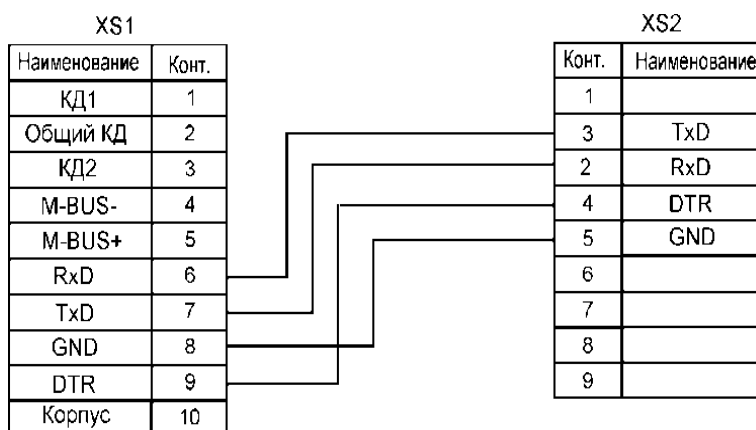 XS1
Наименование Конт.
КД1 1
Общий КД 2
КД2 3
M-BUS- 4
M-BUS+ 5
RxD 6
TxD 7
GND 8
DTR 9
Корпус 10
XS2
Конт. Наименование
1
3 TxD
2 RxD
4 DTR
5 GND
6
7
8
9